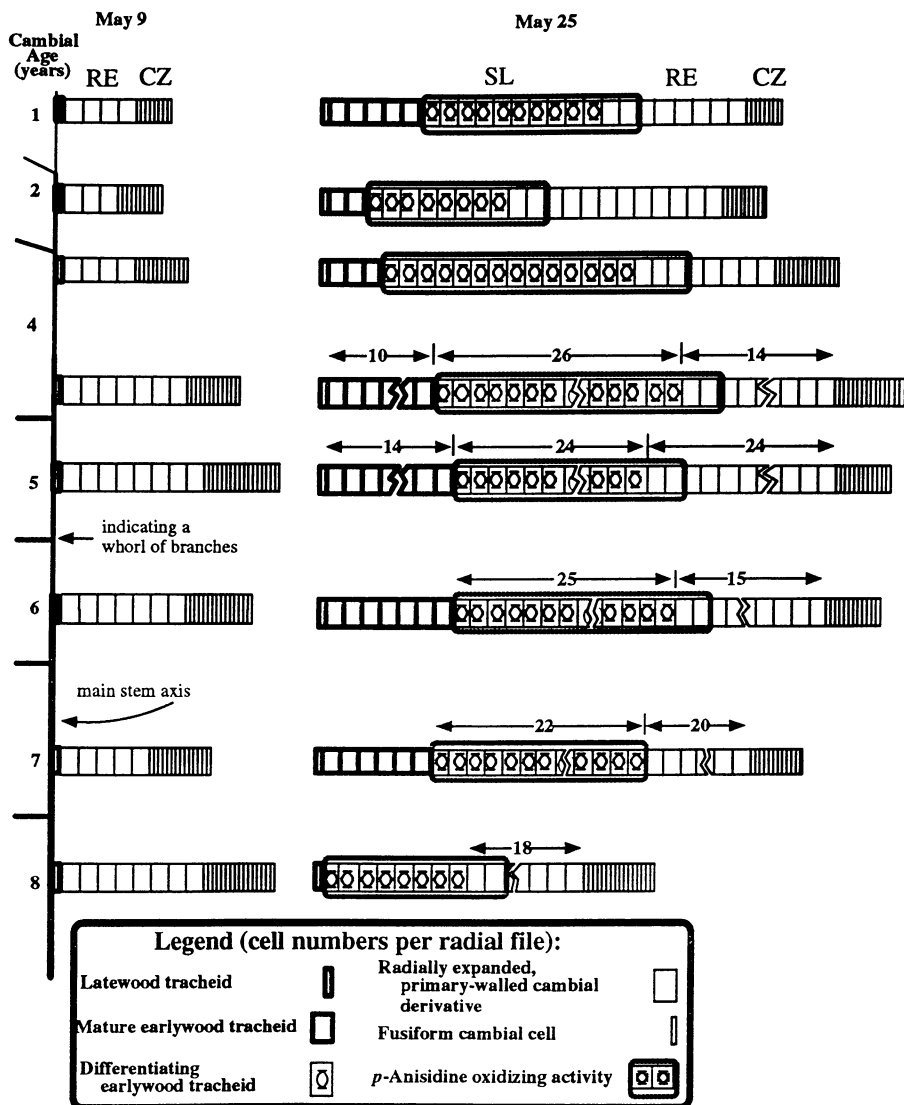 May 9
May 25
Cambial
Age
(years)
RE CZ
SL RE CZ
1
2
4
10 26 14
14 24 24
5
indicating a
whorl of branches
25 15
6
main stem axis
22 20
7
18
8
Legend (cell numbers per radial file):
Latewood tracheid
Radially expanded,
primary-walled cambial
derivative
Mature earlywood tracheid
Fusiform cambial cell
Differentiating
earlywood tracheid
p-Anisidine oxidizing activity